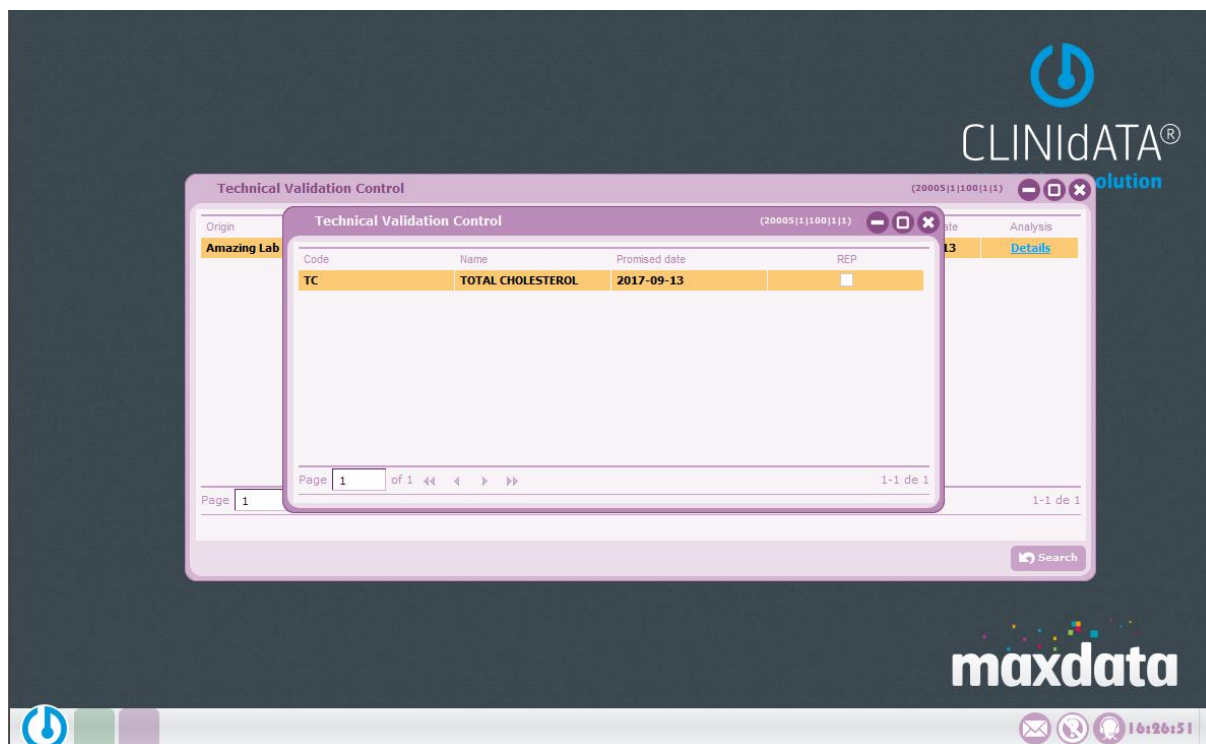 CLINIdATA®
olution
Technical Validation Control (20005|1|100|1|1)
Origin ate Analysis
Amazing Lab 13 Details
Technical Validation Control (20005|1|100|1|1)
Code Name Promised date REP
TC TOTAL CHOLESTEROL 2017-09-13
Page 1 of 1 1-1 de 1
Page 1 1-1 de 1
Search
maxdata
16:26:51